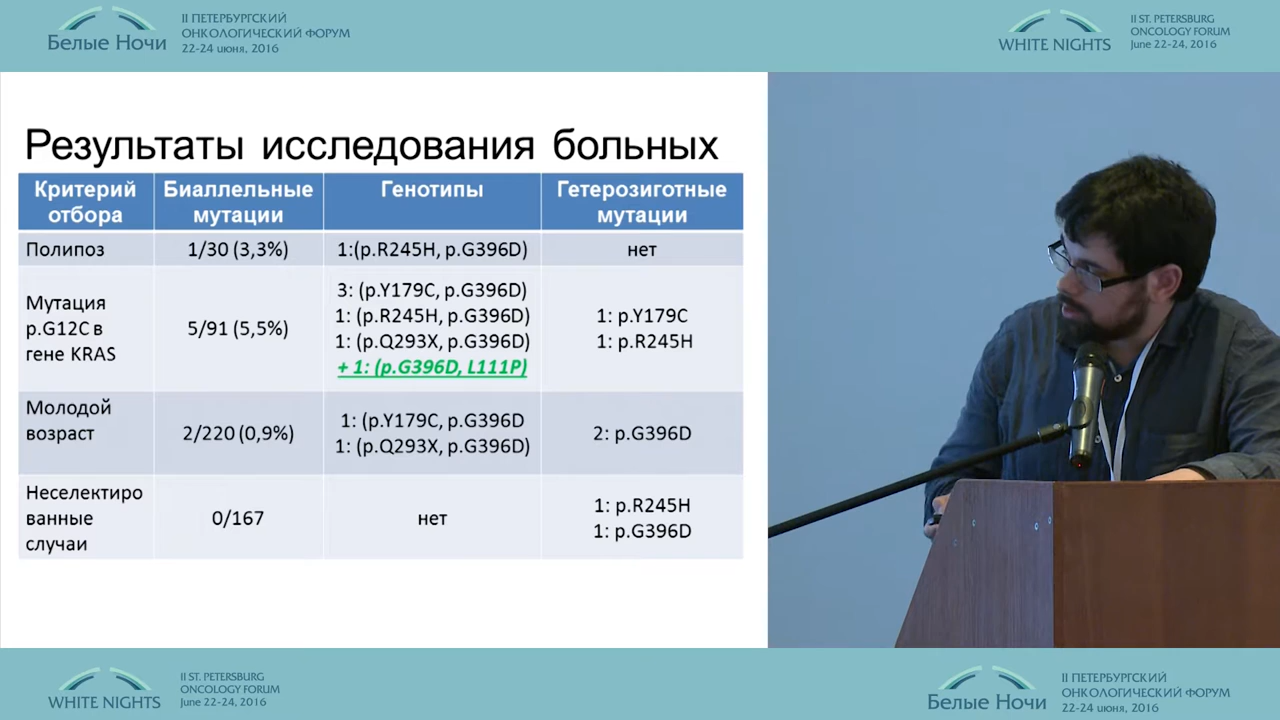 II ПЕТЕРБУРГСКИЙ
ОНКОЛОГИЧЕСКИЙ ФОРУМ
22-24 июня, 2016
Белые Ночи
II ST. PETERSBURG
ONCOLOGY FORUM
June 22-24, 2016
WHITE NIGHTS
Результаты исследования больных
Критерий отбора
Биаллельные мутации
Генотипы
Гетерозиготные мутации
Полипоз
1/30 (3,3%)
1:(p.R245H, p.G396D)
нет
Мутация
p.G12C в
гене KRAS
5/91 (5,5%)
3: (p.Y179C, p.G396D)
1: (p.R245H, p.G396D)
1: (p.Q293X, p.G396D)
+ 1: (p.G396D, L111P)
1: p.Y179C
1: p.R245H
Молодой
возраст
2/220 (0,9%)
1: (p.Y179C, p.G396D
1: (p.Q293X, p.G396D)
2: p.G396D
Неселектиро
ванные
случаи
0/167
нет
1: p.R245H
1: p.G396D
WHITE NIGHTS
II ST. PETERSBURG
ONCOLOGY FORUM
June 22-24, 2016
Белые Ночи
II ПЕТЕРБУРГСКИЙ
ОНКОЛОГИЧЕСКИЙ ФОРУМ
22-24 июня, 2016